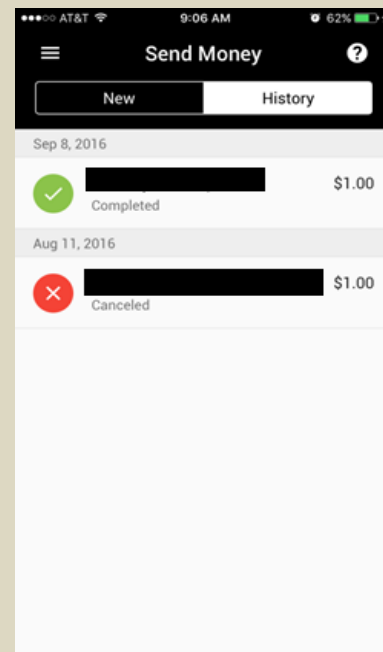 AT&T 9:06 AM 62%
Send Money ?
New History
Sep 8, 2016
$1.00
Completed
Aug 11, 2016
$1.00
Canceled